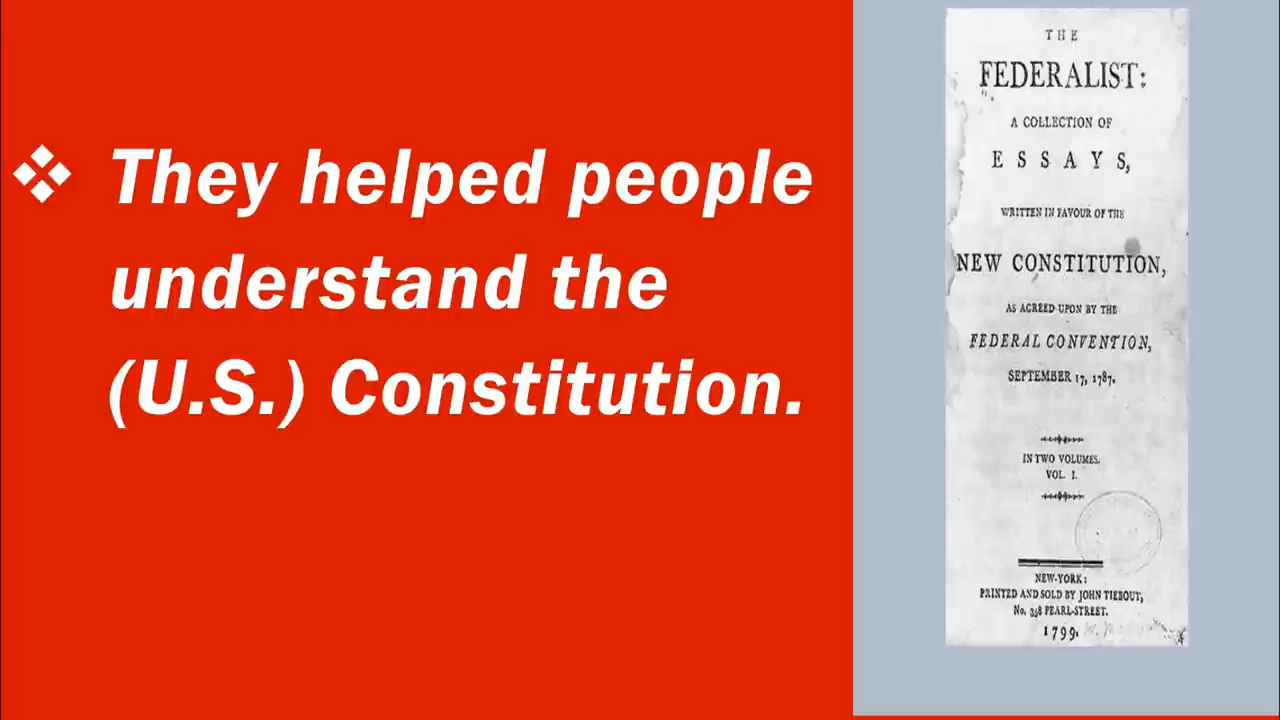 They helped people
understand the
(U.S.) Constitution.
THE
FEDERALIST:
A COLLECTION OF
ESSAYS,
WRITTEN IN FAVOUR OF THE
NEW CONSTITUTION,
AS AGREED UPON BY THE
FEDERAL CONVENTION,
SEPTEMBER 17, 1787.
IN TWO VOLUMES.
VOL. I.
NEW-YORK:
PRINTED AND SOLD BY JOHN TIEBOUT,
No. 358 PEARL-STREET.
1799.